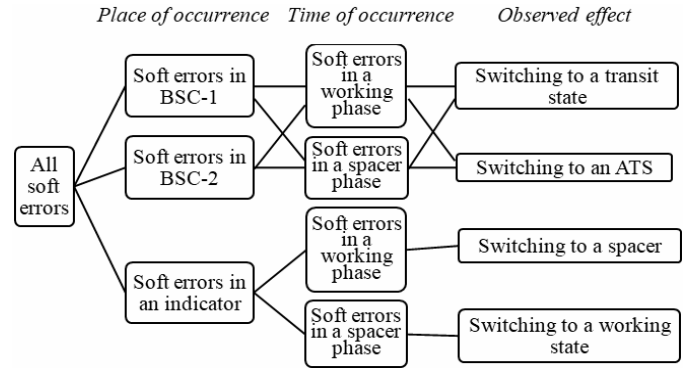 Place of occurrence
Time of occurrence
Observed effect
All
soft
errors
Soft errors in
BSC-1
Soft errors in
BSC-2
Soft errors in
an indicator
Soft errors
in a
working
phase
Soft errors
in a spacer
phase
Soft errors
in a
working
phase
Soft errors
in a spacer
phase
Switching to a transit
state
Switching to an ATS
Switching to a spacer
Switching to a working
state